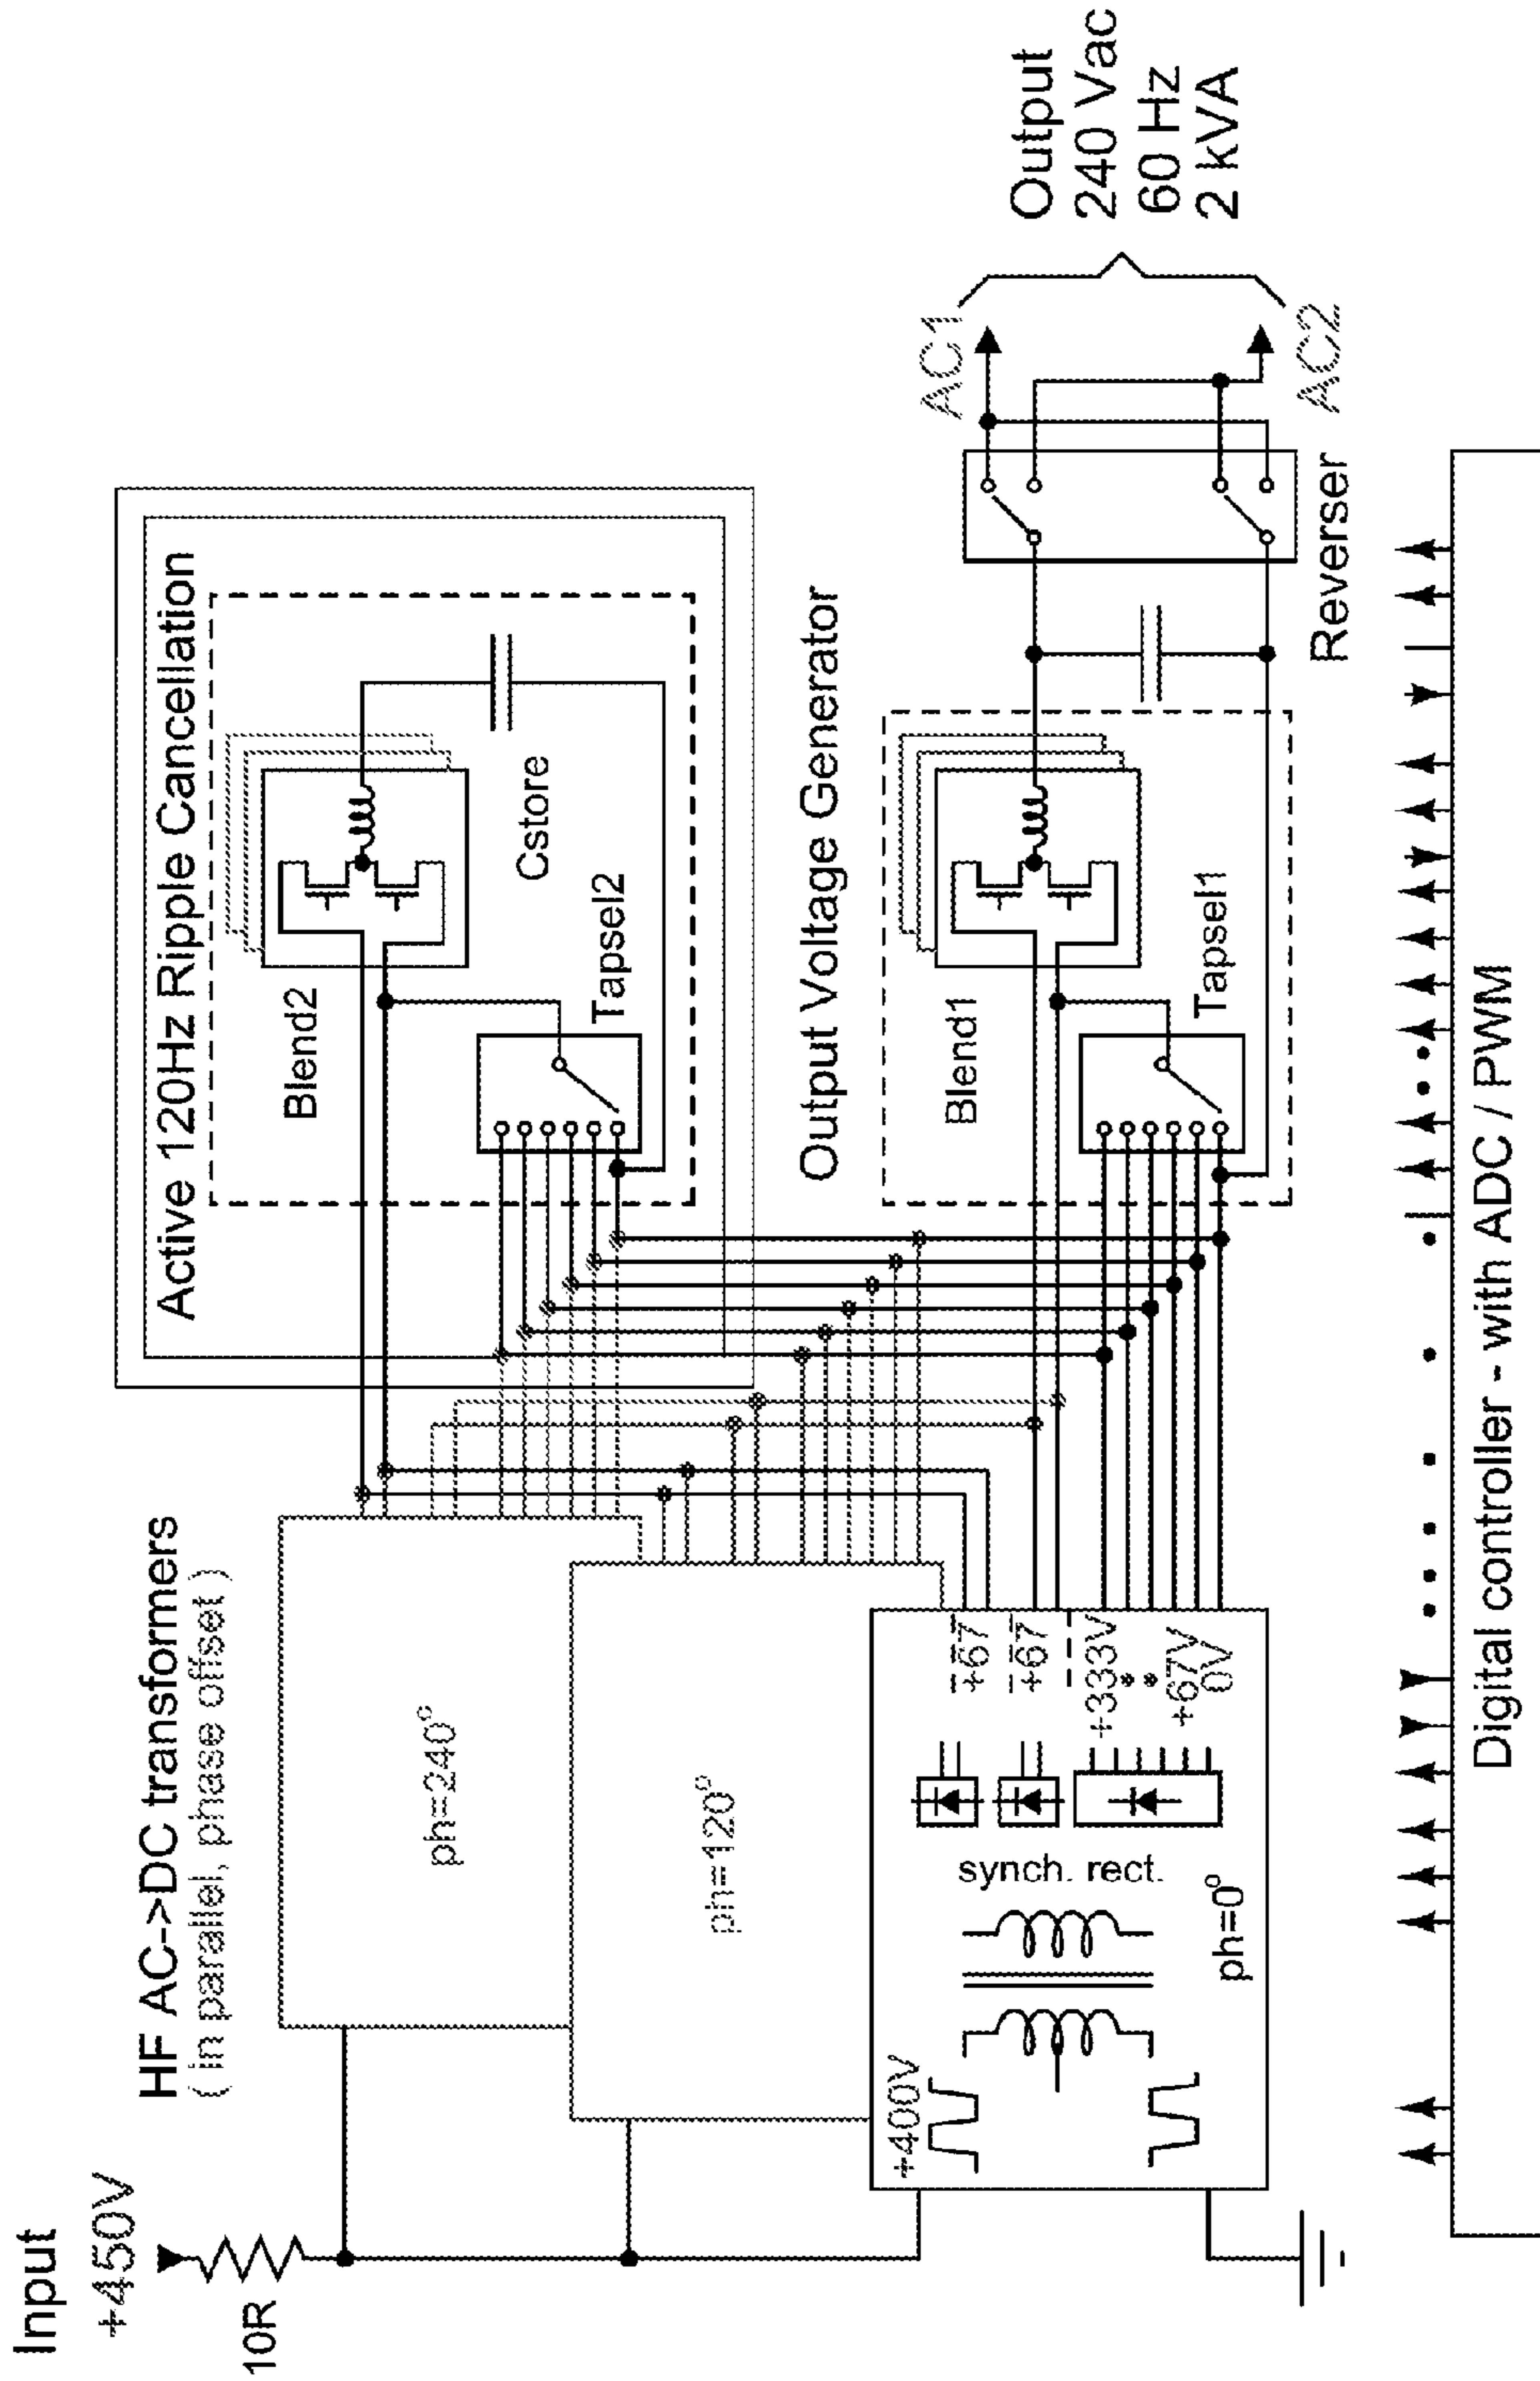 Input
+450V
10R
HF AC->DC transformers
( in parallel, phase offset )
ph=240°
ph=120°
+400V
synch. rect.
ph=0°
+67
+67
+333V
+67V
0V
Active 120Hz Ripple Cancellation
Blend2
Cstore
Tapsel2
Output Voltage Generator
Blend1
Tapsel1
Reverser
AC1
AC2
Output
240 Vac
60 Hz
2 kVA
Digital controller - with ADC / PWM